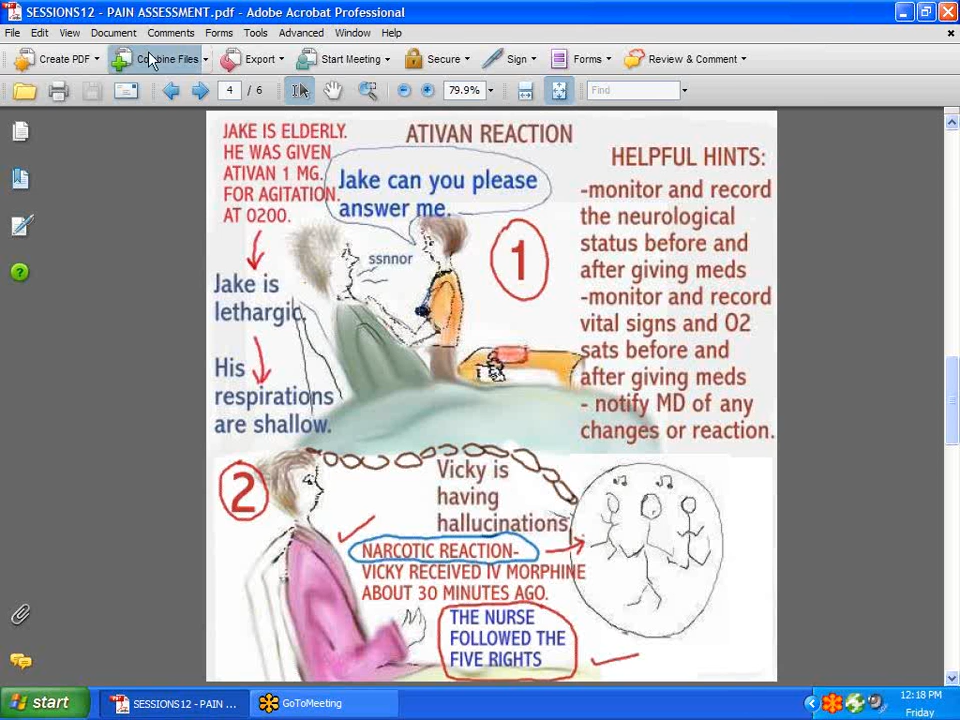 SESSIONS12 - PAIN ASSESSMENT.pdf - Adobe Acrobat Professional
File Edit View Document Comments Forms Tools Advanced Window Help
Create PDF Combine Files Export Start Meeting Secure Sign Forms Review & Comment
4 / 6 79.9% Find
JAKE IS ELDERLY.
HE WAS GIVEN
ATIVAN 1 MG.
FOR AGITATION
AT 0200.
ATIVAN REACTION
Jake can you please
answer me.
ssnnor
1
Jake is
lethargic.
His
respirations
are shallow.
HELPFUL HINTS:
-monitor and record
the neurological
status before and
after giving meds
-monitor and record
vital signs and O2
sats before and
after giving meds
- notify MD of any
changes or reaction.
2
Vicky is
having
hallucinations
NARCOTIC REACTION-
VICKY RECEIVED IV MORPHINE
ABOUT 30 MINUTES AGO.
THE NURSE
FOLLOWED THE
FIVE RIGHTS
start SESSIONS12 - PAIN ... GoToMeeting
12:18 PM
Friday